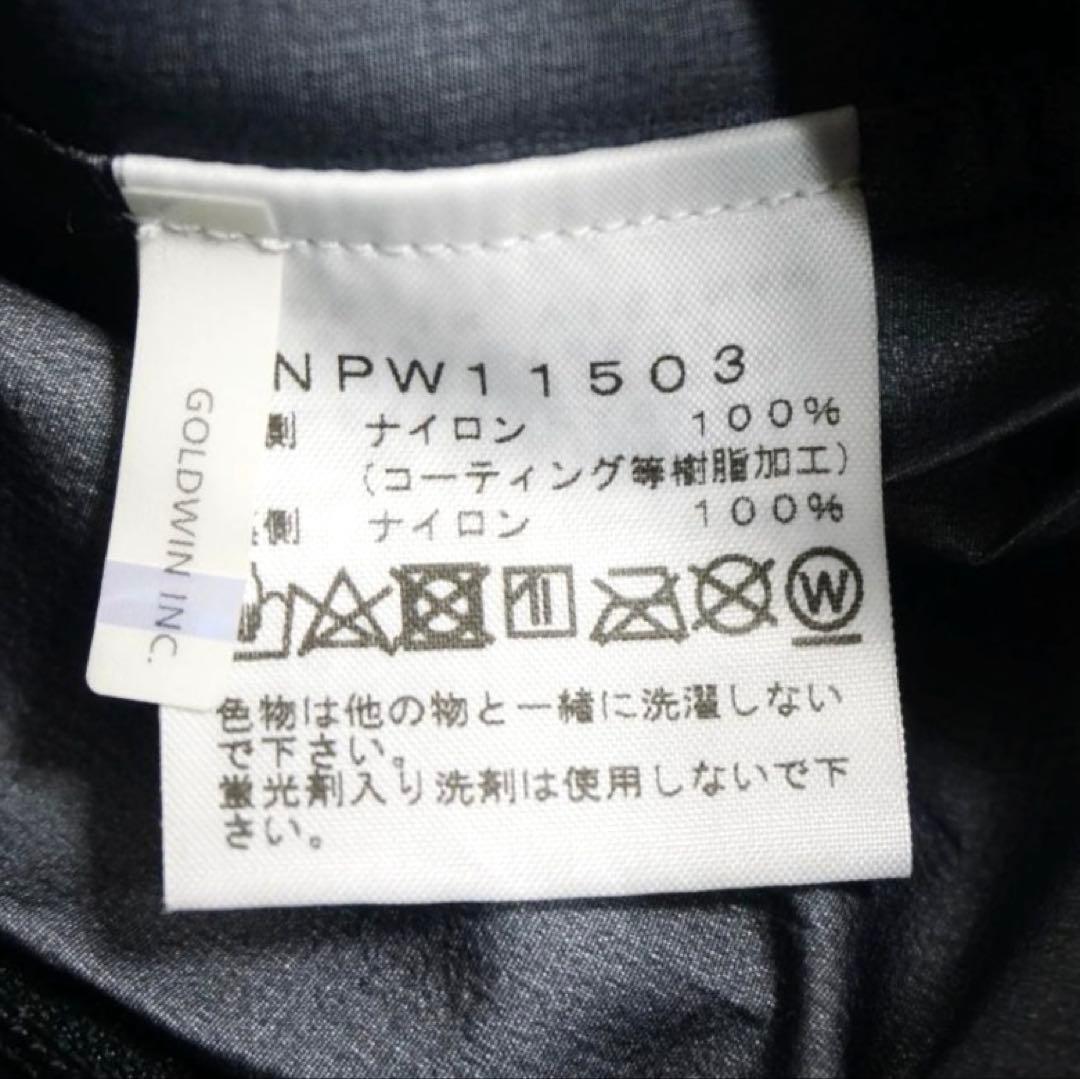 NPW11503
側 ナイロン 100%
(コーティング等樹脂加工)
側 ナイロン 100%
W
色物は他の物と一緒に洗濯しない
で下さい。
蛍光剤入り洗剤は使用しないで下
さい。
GOLDWIN INC.